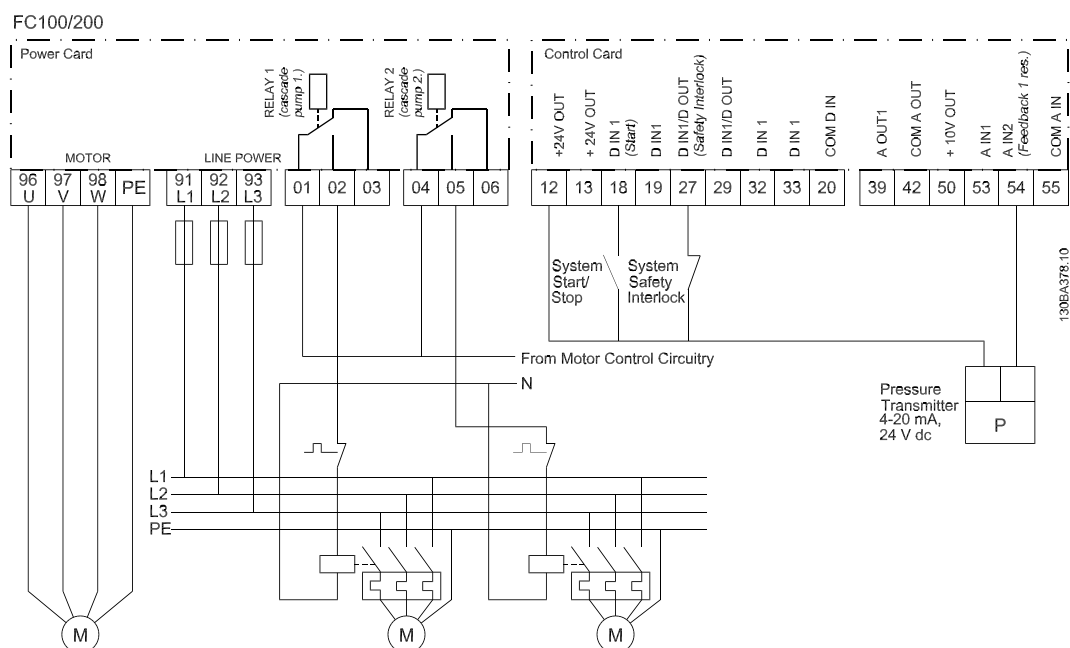 FC100/200
Power Card
Control Card
RELAY 1
(cascade
pump 1.)
RELAY 2
(cascade
pump 2.)
+24V OUT
+ 24V OUT
D IN 1
(Start)
D IN1
D IN1/D OUT
(Safety Interlock)
D IN1/D OUT
D IN 1
D IN 1
COM D IN
A OUT1
COM A OUT
+ 10V OUT
A IN1
A IN2
(Feedback 1 res.)
COM A IN
MOTOR
LINE POWER
96 97 98 PE 91 92 93 01 02 03 04 05 06 12 13 18 19 27 29 32 33 20 39 42 50 53 54 55
U V W L1 L2 L3
System
Start/
Stop
System
Safety
Interlock
130BA378.10
From Motor Control Circuitry
N
Pressure
Transmitter
4-20 mA,
24 V dc
P
L1
L2
L3
PE
M M M